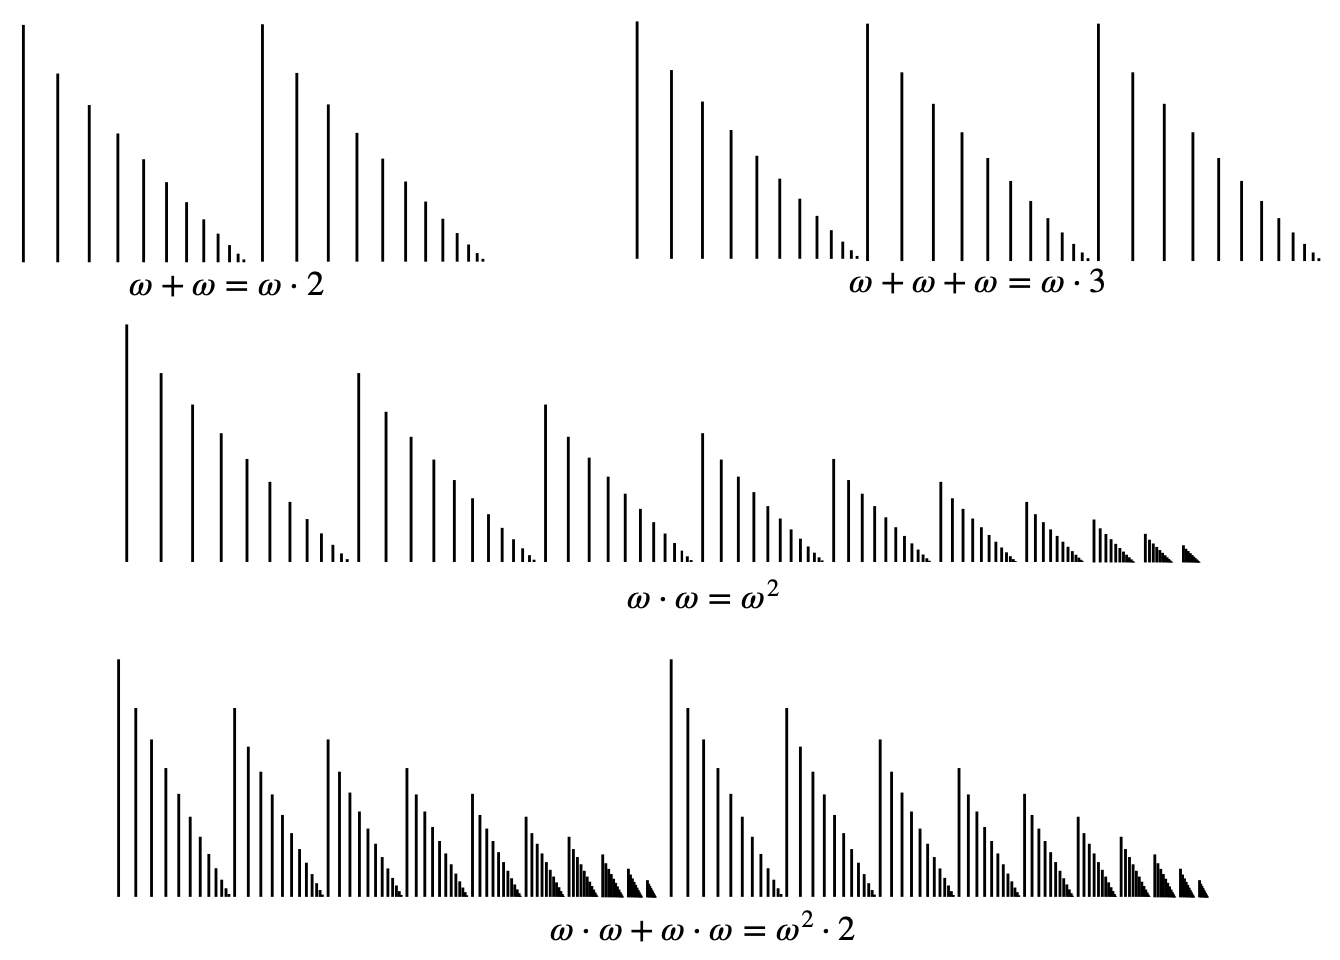 ω + ω = ω · 2
ω + ω + ω = ω · 3
ω · ω = ω²
ω · ω + ω · ω = ω² · 2